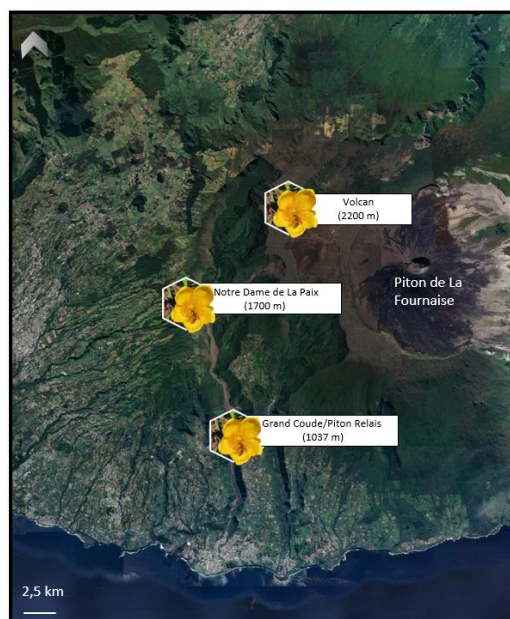 Volcan
(2200 m)
Piton de La
Fournaise
Notre Dame de La Paix
(1700 m)
Grand Coude/Piton Relais
(1037 m)
2,5 km